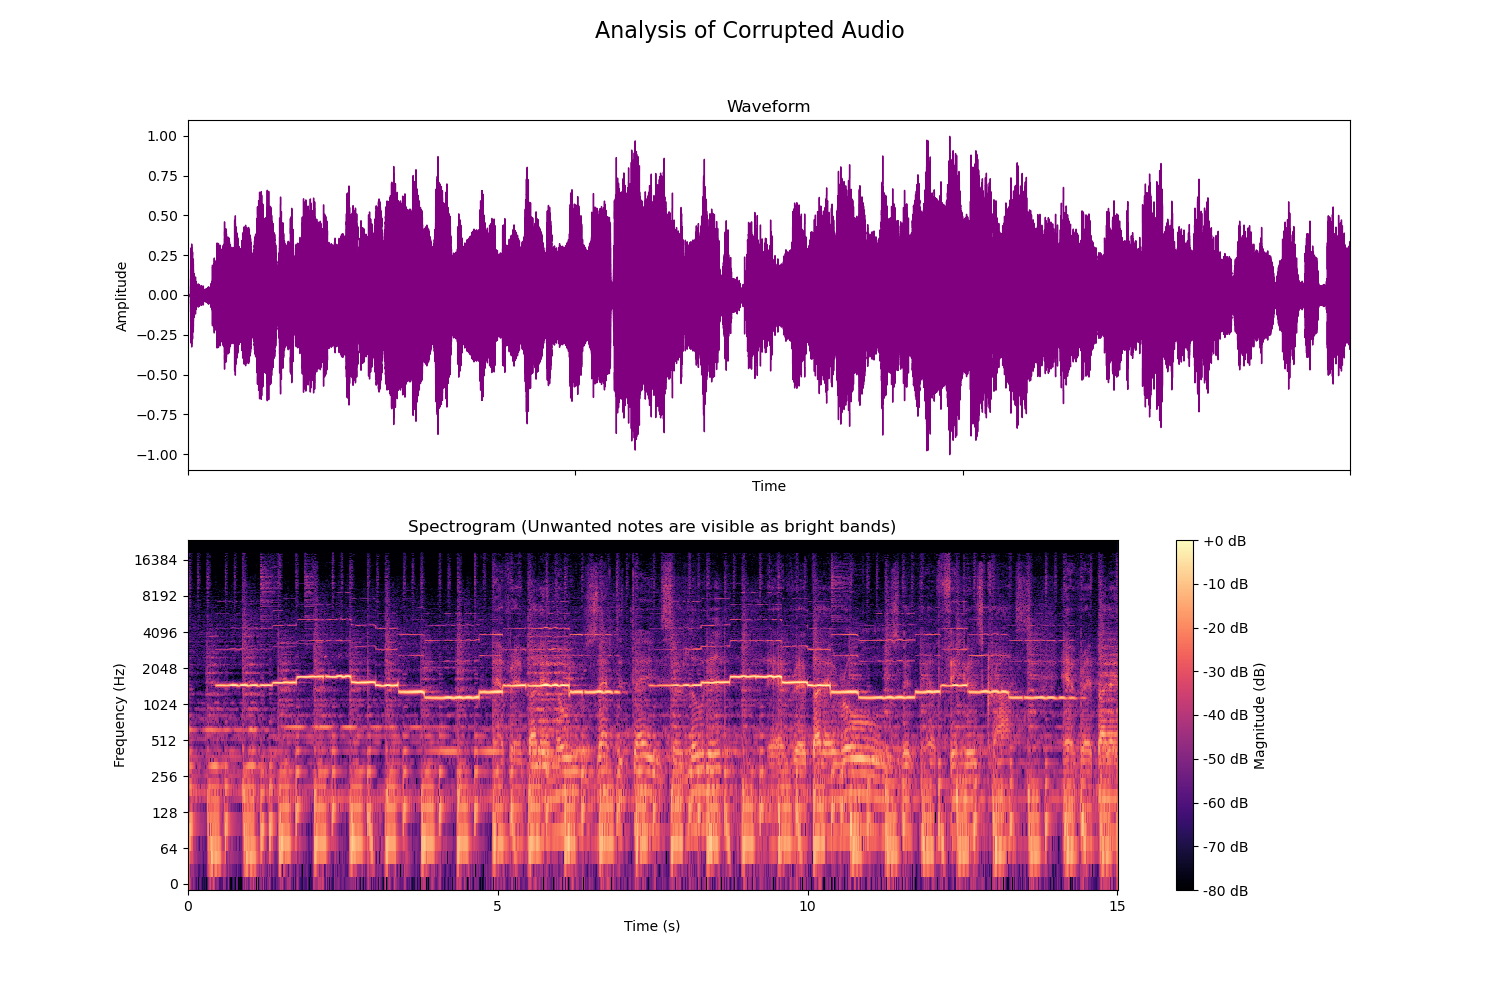 Analysis of Corrupted Audio
Waveform
1.00
0.75
0.50
0.25
0.00
−0.25
−0.50
−0.75
−1.00
Amplitude
Time
Spectrogram (Unwanted notes are visible as bright bands)
16384
8192
4096
2048
1024
512
256
128
64
0
Frequency (Hz)
0 5 10 15
Time (s)
+0 dB
-10 dB
-20 dB
-30 dB
-40 dB
-50 dB
-60 dB
-70 dB
-80 dB
Magnitude (dB)